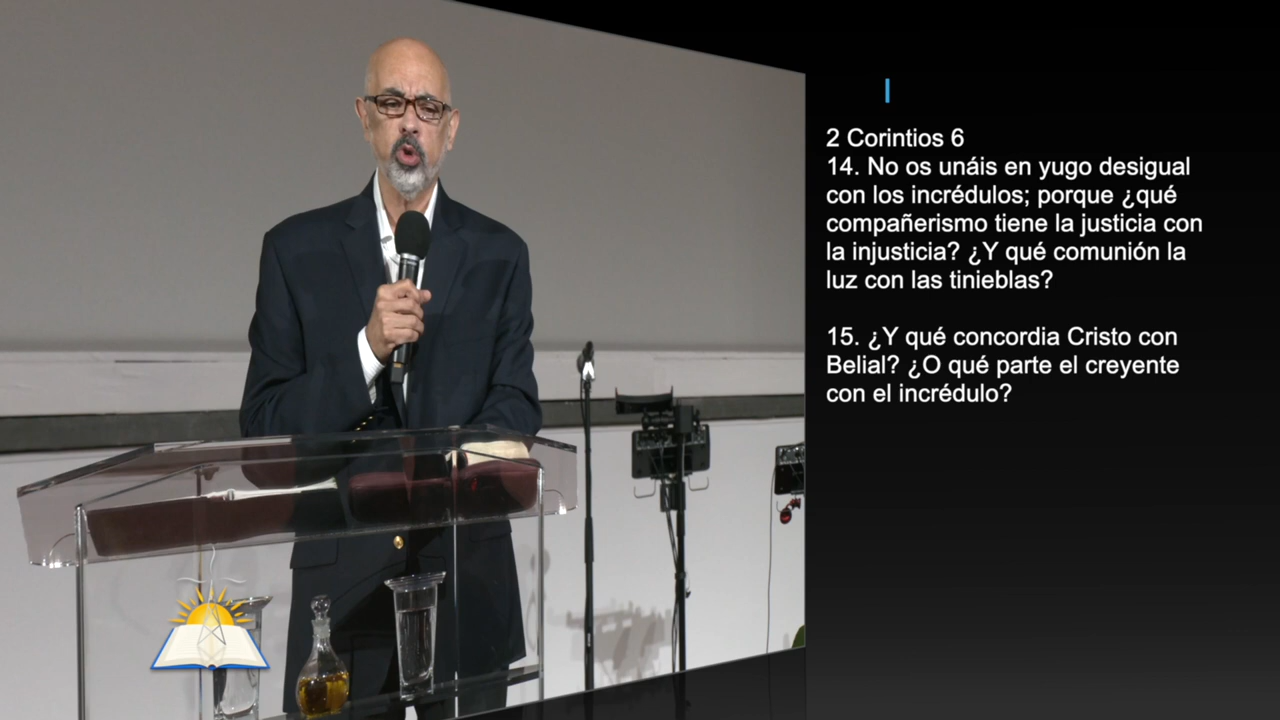 2 Corintios 6
14. No os unáis en yugo desigual
con los incrédulos; porque ¿qué
compañerismo tiene la justicia con
la injusticia? ¿Y qué comunión la
luz con las tinieblas?
15. ¿Y qué concordia Cristo con
Belial? ¿O qué parte el creyente
con el incrédulo?